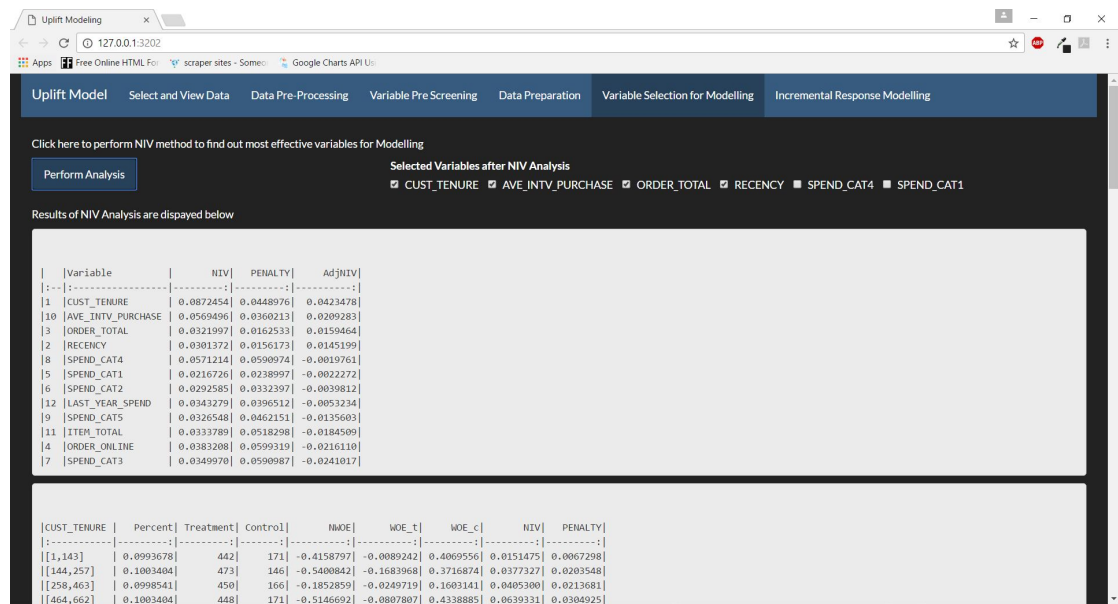 Uplift Modeling
127.0.0.1:3202
Apps Free Online HTML For scraper sites - Someo Google Charts API Us
Uplift Model Select and View Data Data Pre-Processing Variable Pre Screening Data Preparation Variable Selection for Modelling Incremental Response Modelling
Click here to perform NIV method to find out most effective variables for Modelling
Perform Analysis
Selected Variables after NIV Analysis
CUST_TENURE AVE_INTV_PURCHASE ORDER_TOTAL RECENCY SPEND_CAT4 SPEND_CAT1
Results of NIV Analysis are dispayed below
| |Variable | NIV| PENALTY| AdjNIV|
|:--|:-----------------|---------:|---------:|----------:|
|1 |CUST_TENURE | 0.0872454| 0.0448976| 0.0423478|
|10 |AVE_INTV_PURCHASE | 0.0569496| 0.0360213| 0.0209283|
|3 |ORDER_TOTAL | 0.0321997| 0.0162533| 0.0159464|
|2 |RECENCY | 0.0301372| 0.0156173| 0.0145199|
|8 |SPEND_CAT4 | 0.0571214| 0.0590974| -0.0019761|
|5 |SPEND_CAT1 | 0.0216726| 0.0238997| -0.0022272|
|6 |SPEND_CAT2 | 0.0292585| 0.0332397| -0.0039812|
|12 |LAST_YEAR_SPEND | 0.0343279| 0.0396512| -0.0053234|
|9 |SPEND_CAT5 | 0.0326548| 0.0462151| -0.0135603|
|11 |ITEM_TOTAL | 0.0333789| 0.0518298| -0.0184509|
|4 |ORDER_ONLINE | 0.0383208| 0.0599319| -0.0216110|
|7 |SPEND_CAT3 | 0.0349970| 0.0590987| -0.0241017|
|CUST_TENURE | Percent| Treatment| Control| NWOE| WOE_t| WOE_c| NIV| PENALTY|
|:-----------|---------:|---------:|-------:|----------:|----------:|---------:|---------:|---------:|
|[1,143] | 0.0993678| 442| 171| -0.4158797| -0.0089242| 0.4069556| 0.0151475| 0.0067298|
|[144,257] | 0.1003404| 473| 146| -0.5400842| -0.1683968| 0.3716874| 0.0377327| 0.0203548|
|[258,463] | 0.0998541| 450| 166| -0.1852859| -0.0249719| 0.1603141| 0.0405300| 0.0213681|
|[464,662] | 0.1003404| 448| 171| -0.5146692| -0.0807807| 0.4338885| 0.0639331| 0.0304925|